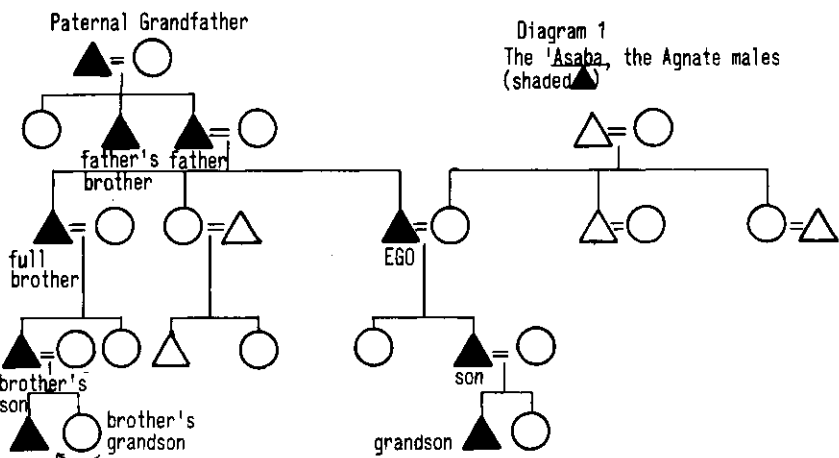 Paternal Grandfather
Diagram 1
The 'Asaba, the Agnate males
(shaded )
father's father
brother
full
brother
EGO
brother's
son
son
brother's
grandson
grandson